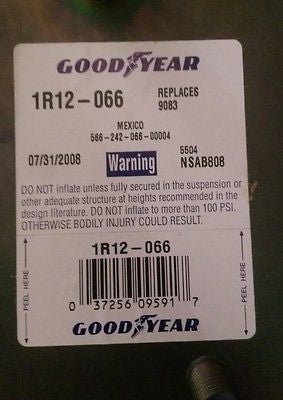 GOODYEAR
1R12-066 REPLACES 9083
MEXICO
566-242-066-00004
07/31/2008 Warning 5504 NSAB808
DO NOT inflate unless fully secured in the suspension or
other adequate structure at heights recommended in the
design literature. DO NOT inflate to more than 100 PSI.
OTHERWISE BODILY INJURY COULD RESULT.
1R12-066
PEEL HERE
PEEL HERE
0 37256 09591 7
GOODYEAR